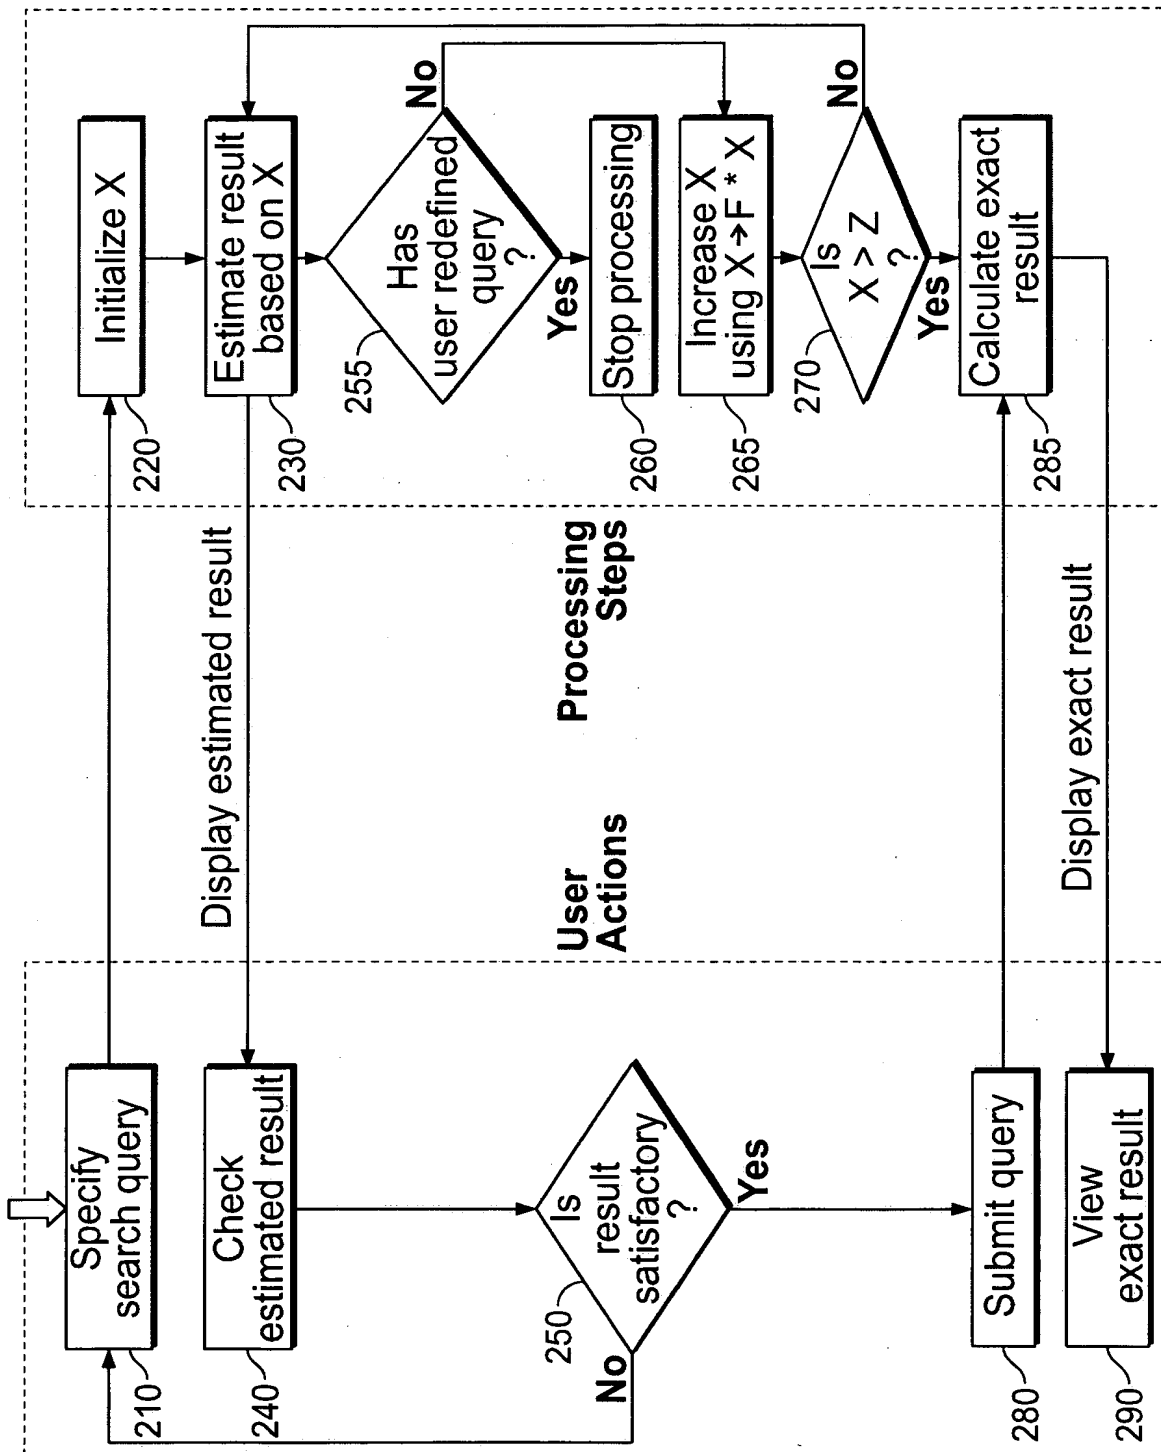 Specify
search query
210
Check
estimated result
240
Is
result
satisfactory
?
250
No
Yes
Submit query
280
View
exact result
290
User
Actions
Processing
Steps
Display estimated result
Display exact result
Initialize X
220
Estimate result
based on X
230
Has
user redefined
query
?
255
No
Yes
Stop processing
260
Increase X
using X→F * X
265
Is
X > Z
?
270
No
Yes
Calculate exact
result
285